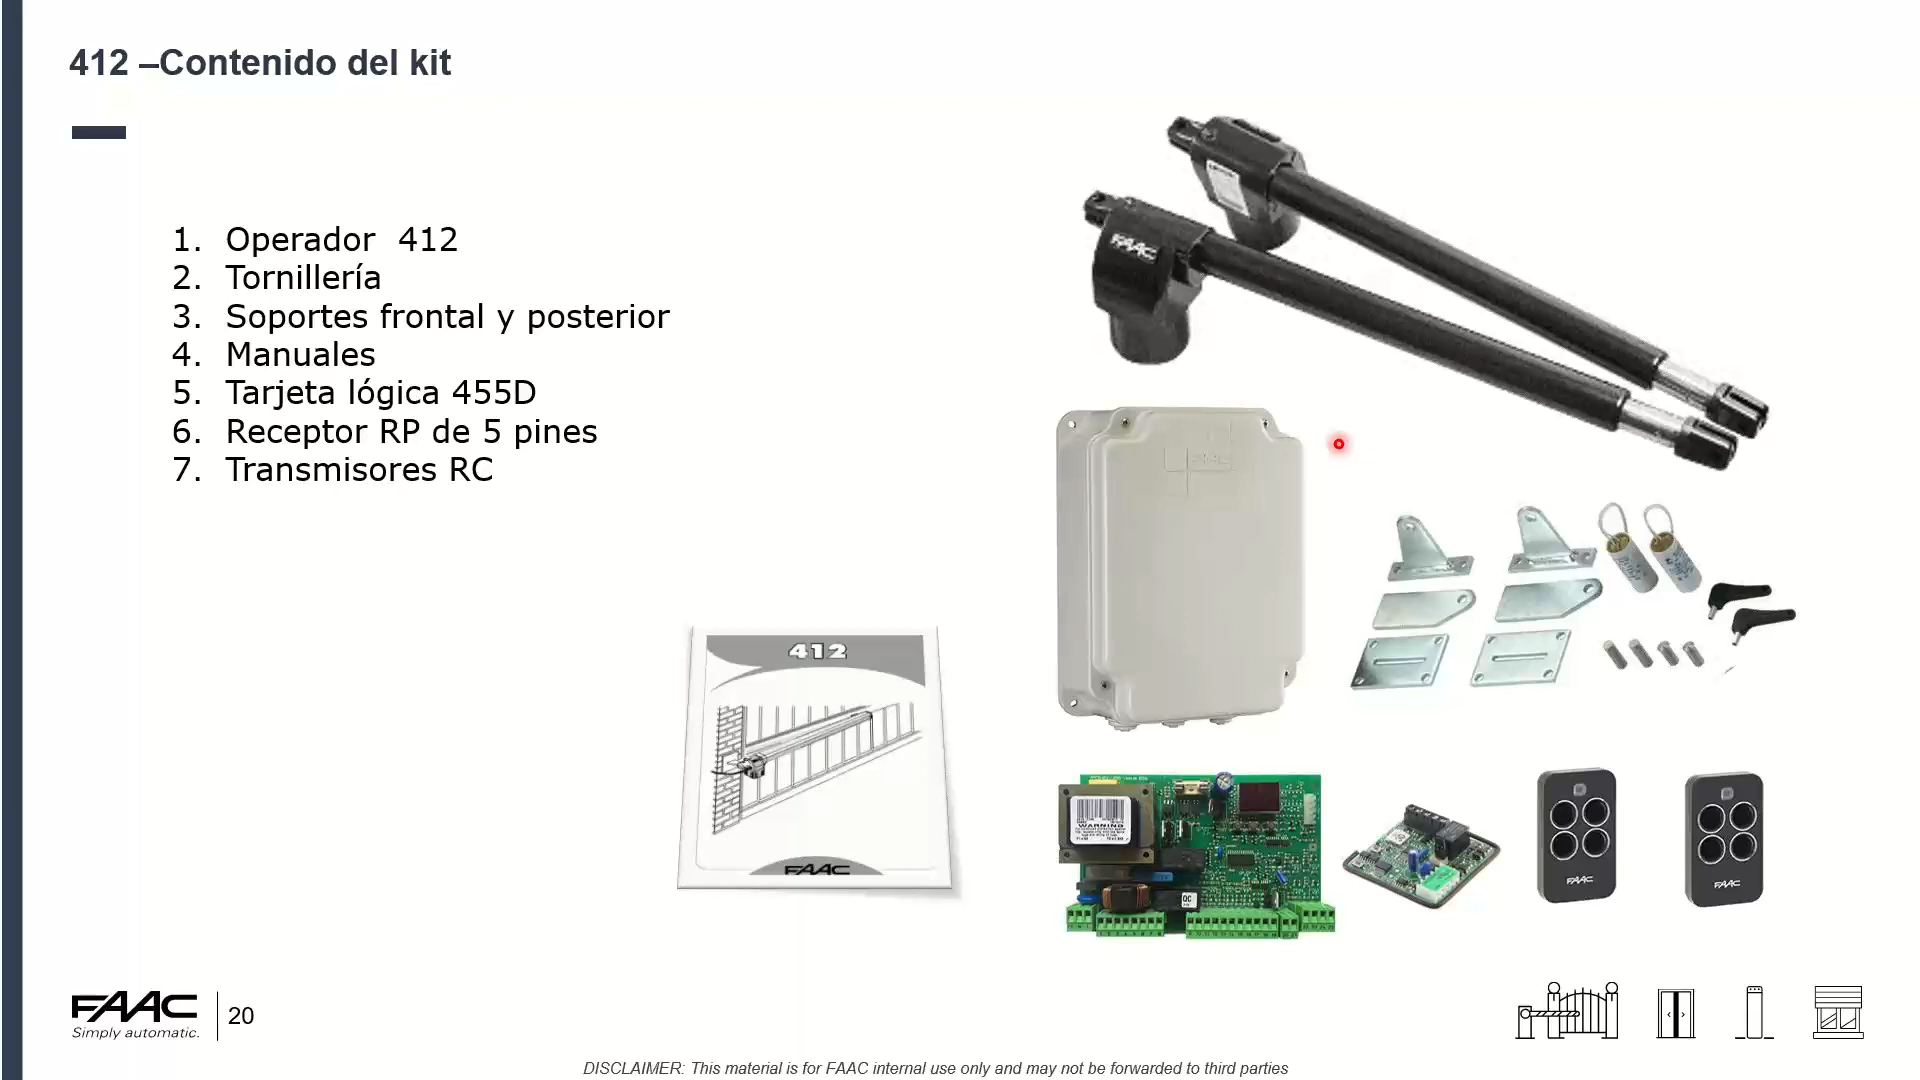 412 –Contenido del kit
1. Operador 412
2. Tornillería
3. Soportes frontal y posterior
4. Manuales
5. Tarjeta lógica 455D
6. Receptor RP de 5 pines
7. Transmisores RC
FAAC
FAAC
412
FAAC
WARNING
QC
FAAC
FAAC
FAAC
Simply automatic.
20
DISCLAIMER: This material is for FAAC internal use only and may not be forwarded to third parties